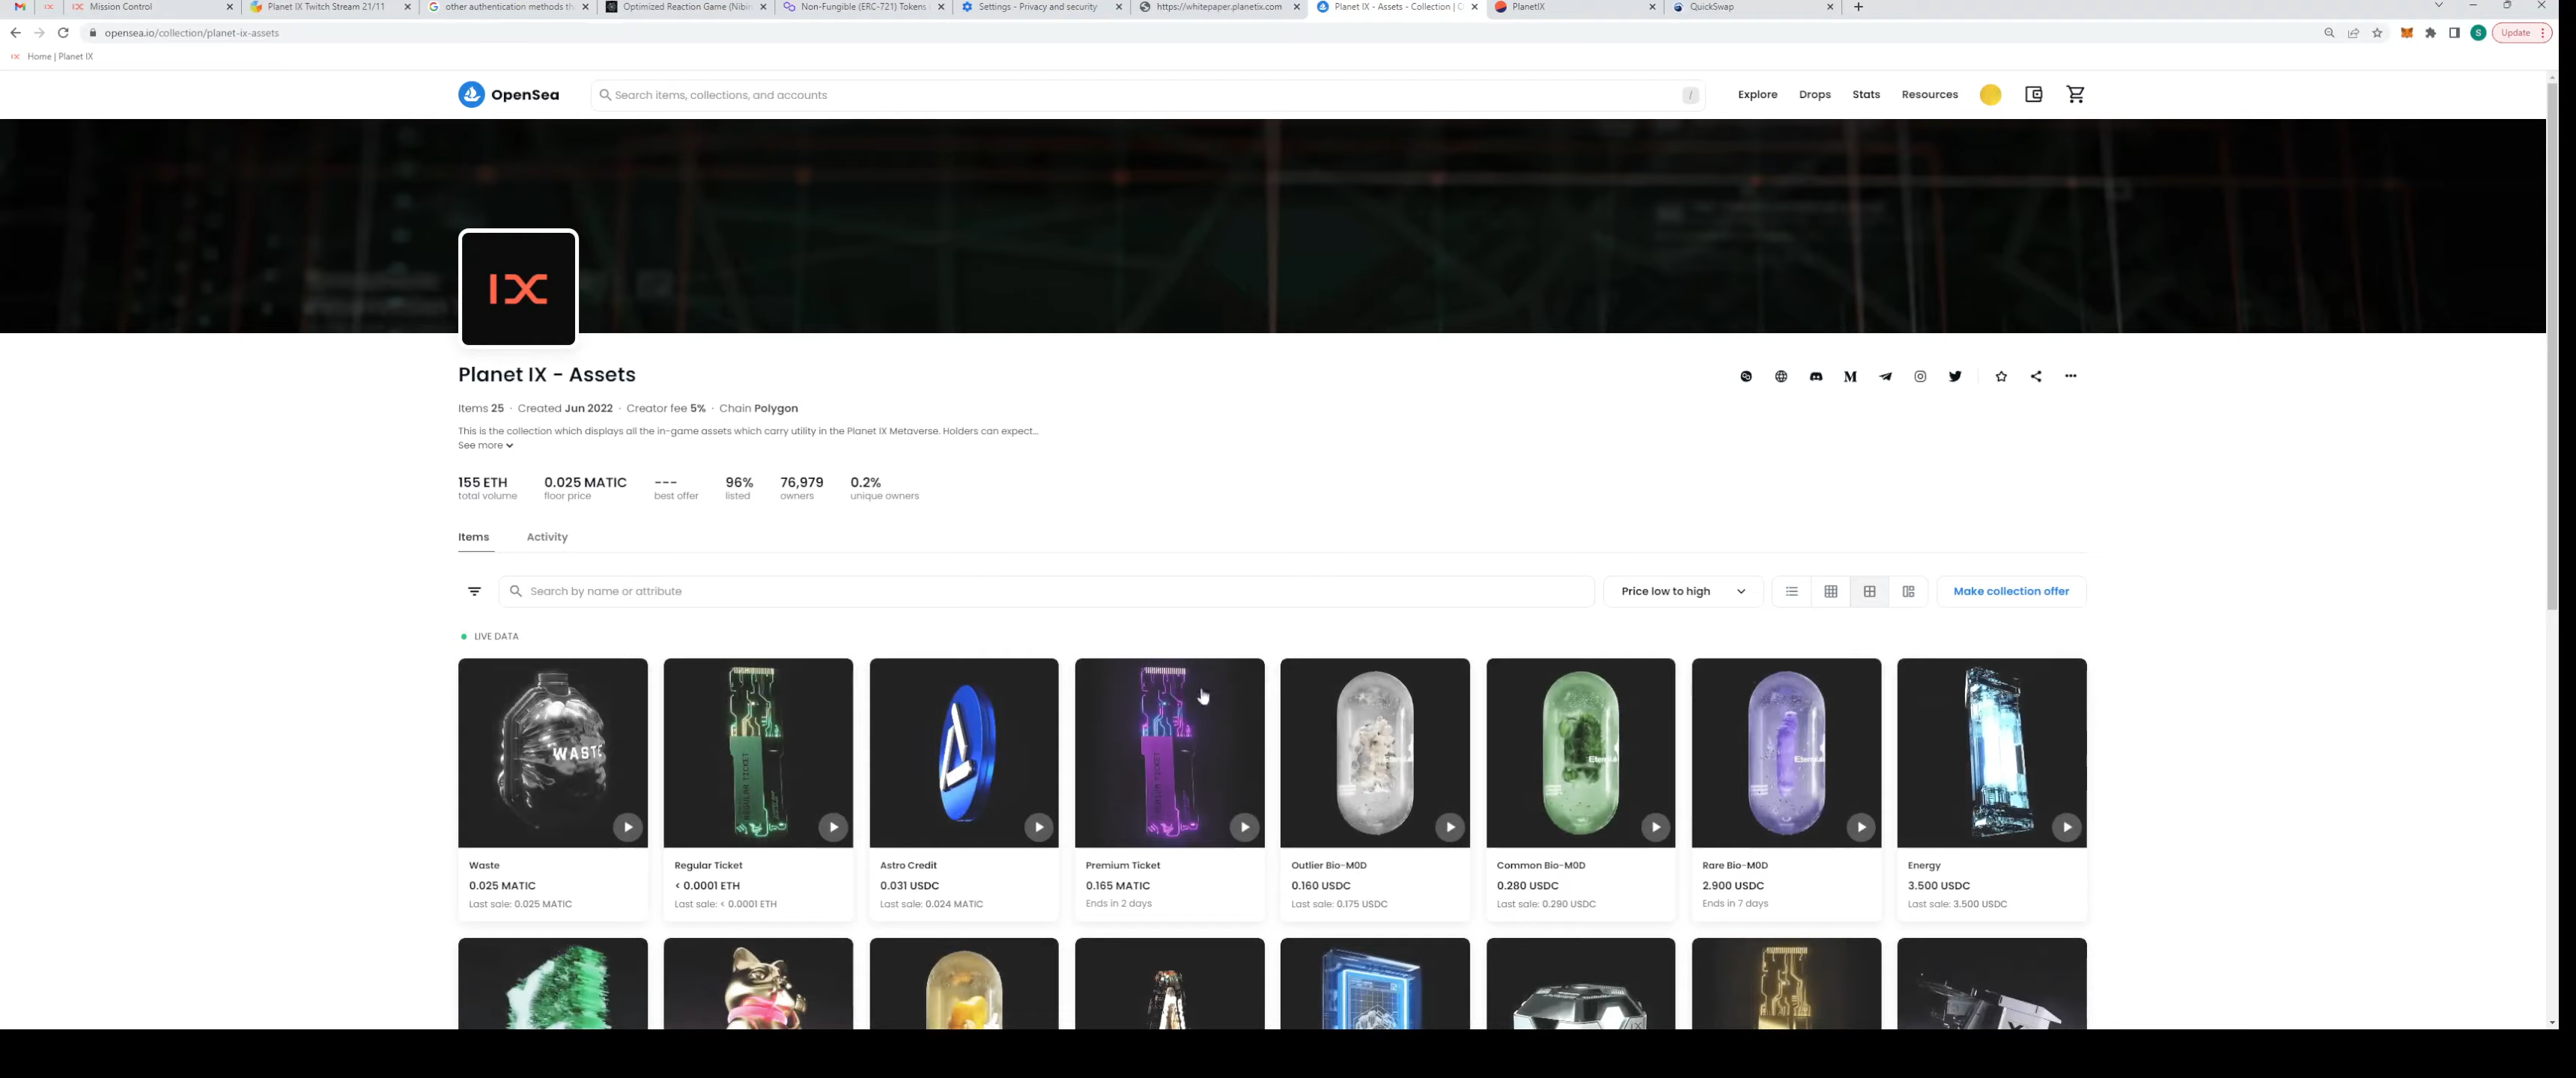 Mission Control
Planet IX Twitch Stream 21/11
other authentication methods th
Optimized Reaction Game (Nibir
Non-Fungible (ERC-721) Tokens
Settings - Privacy and security
https://whitepaper.planetix.com
Planet IX - Assets - Collection | O
PlanetIX
QuickSwap
opensea.io/collection/planet-ix-assets
S
Update
IX Home | Planet IX
OpenSea
Search items, collections, and accounts
/
Explore
Drops
Stats
Resources
IX
Planet IX - Assets
Items 25 · Created Jun 2022 · Creator fee 5% · Chain Polygon
This is the collection which displays all the in-game assets which carry utility in the Planet IX Metaverse. Holders can expect...
See more
155 ETH
total volume
0.025 MATIC
floor price
---
best offer
96%
listed
76,979
owners
0.2%
unique owners
Items
Activity
Search by name or attribute
Price low to high
Make collection offer
LIVE DATA
WASTE
REGULAR TICKET
PREMIUM TICKET
Waste
0.025 MATIC
Last sale: 0.025 MATIC
Regular Ticket
< 0.0001 ETH
Last sale: < 0.0001 ETH
Astro Credit
0.031 USDC
Last sale: 0.024 MATIC
Premium Ticket
0.165 MATIC
Ends in 2 days
Outlier Bio-M0D
0.160 USDC
Last sale: 0.175 USDC
Common Bio-M0D
0.280 USDC
Last sale: 0.290 USDC
Rare Bio-M0D
2.900 USDC
Ends in 7 days
Energy
3.500 USDC
Last sale: 3.500 USDC